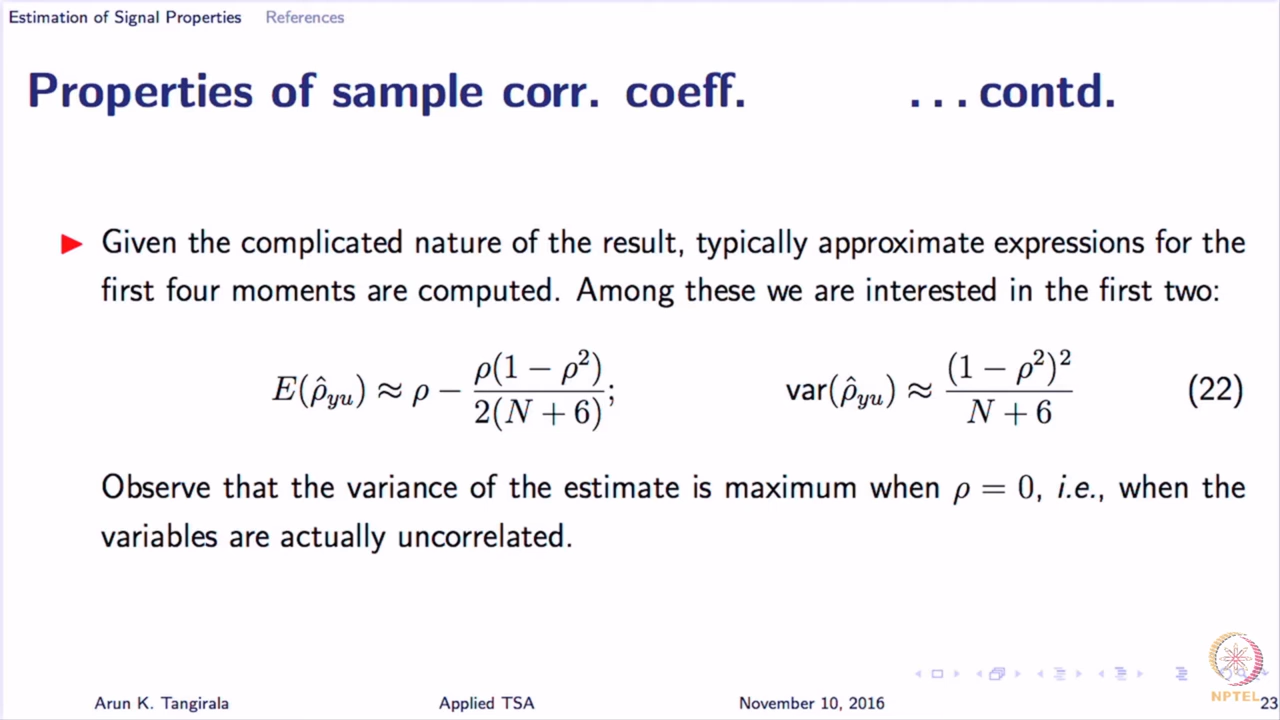 Estimation of Signal Properties References
Properties of sample corr. coeff. ...contd.
► Given the complicated nature of the result, typically approximate expressions for the
first four moments are computed. Among these we are interested in the first two:
E(ρ̂_yu) ≈ ρ − ρ(1 − ρ²) / 2(N + 6); var(ρ̂_yu) ≈ (1 − ρ²)² / N + 6 (22)
Observe that the variance of the estimate is maximum when ρ = 0, i.e., when the
variables are actually uncorrelated.
NPTEL
Arun K. Tangirala Applied TSA November 10, 2016 23